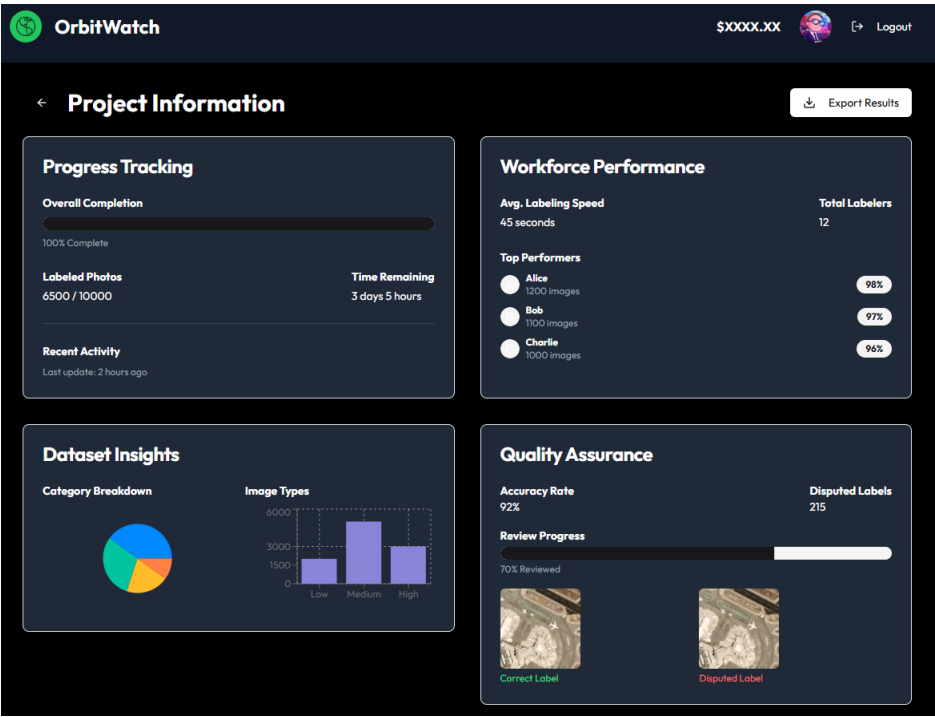 OrbitWatch
$XXXX.XX
Logout
Project Information
Export Results
Progress Tracking
Overall Completion
100% Complete
Labeled Photos
Time Remaining
6500 / 10000
3 days 5 hours
Recent Activity
Last update: 2 hours ago
Workforce Performance
Avg. Labeling Speed
Total Labelers
45 seconds
12
Top Performers
Alice
1200 images
98%
Bob
1100 images
97%
Charlie
1000 images
96%
Dataset Insights
Category Breakdown
Image Types
6000
3000
1500
0
Low
Medium
High
Quality Assurance
Accuracy Rate
Disputed Labels
92%
215
Review Progress
70% Reviewed
Correct Label
Disputed Label